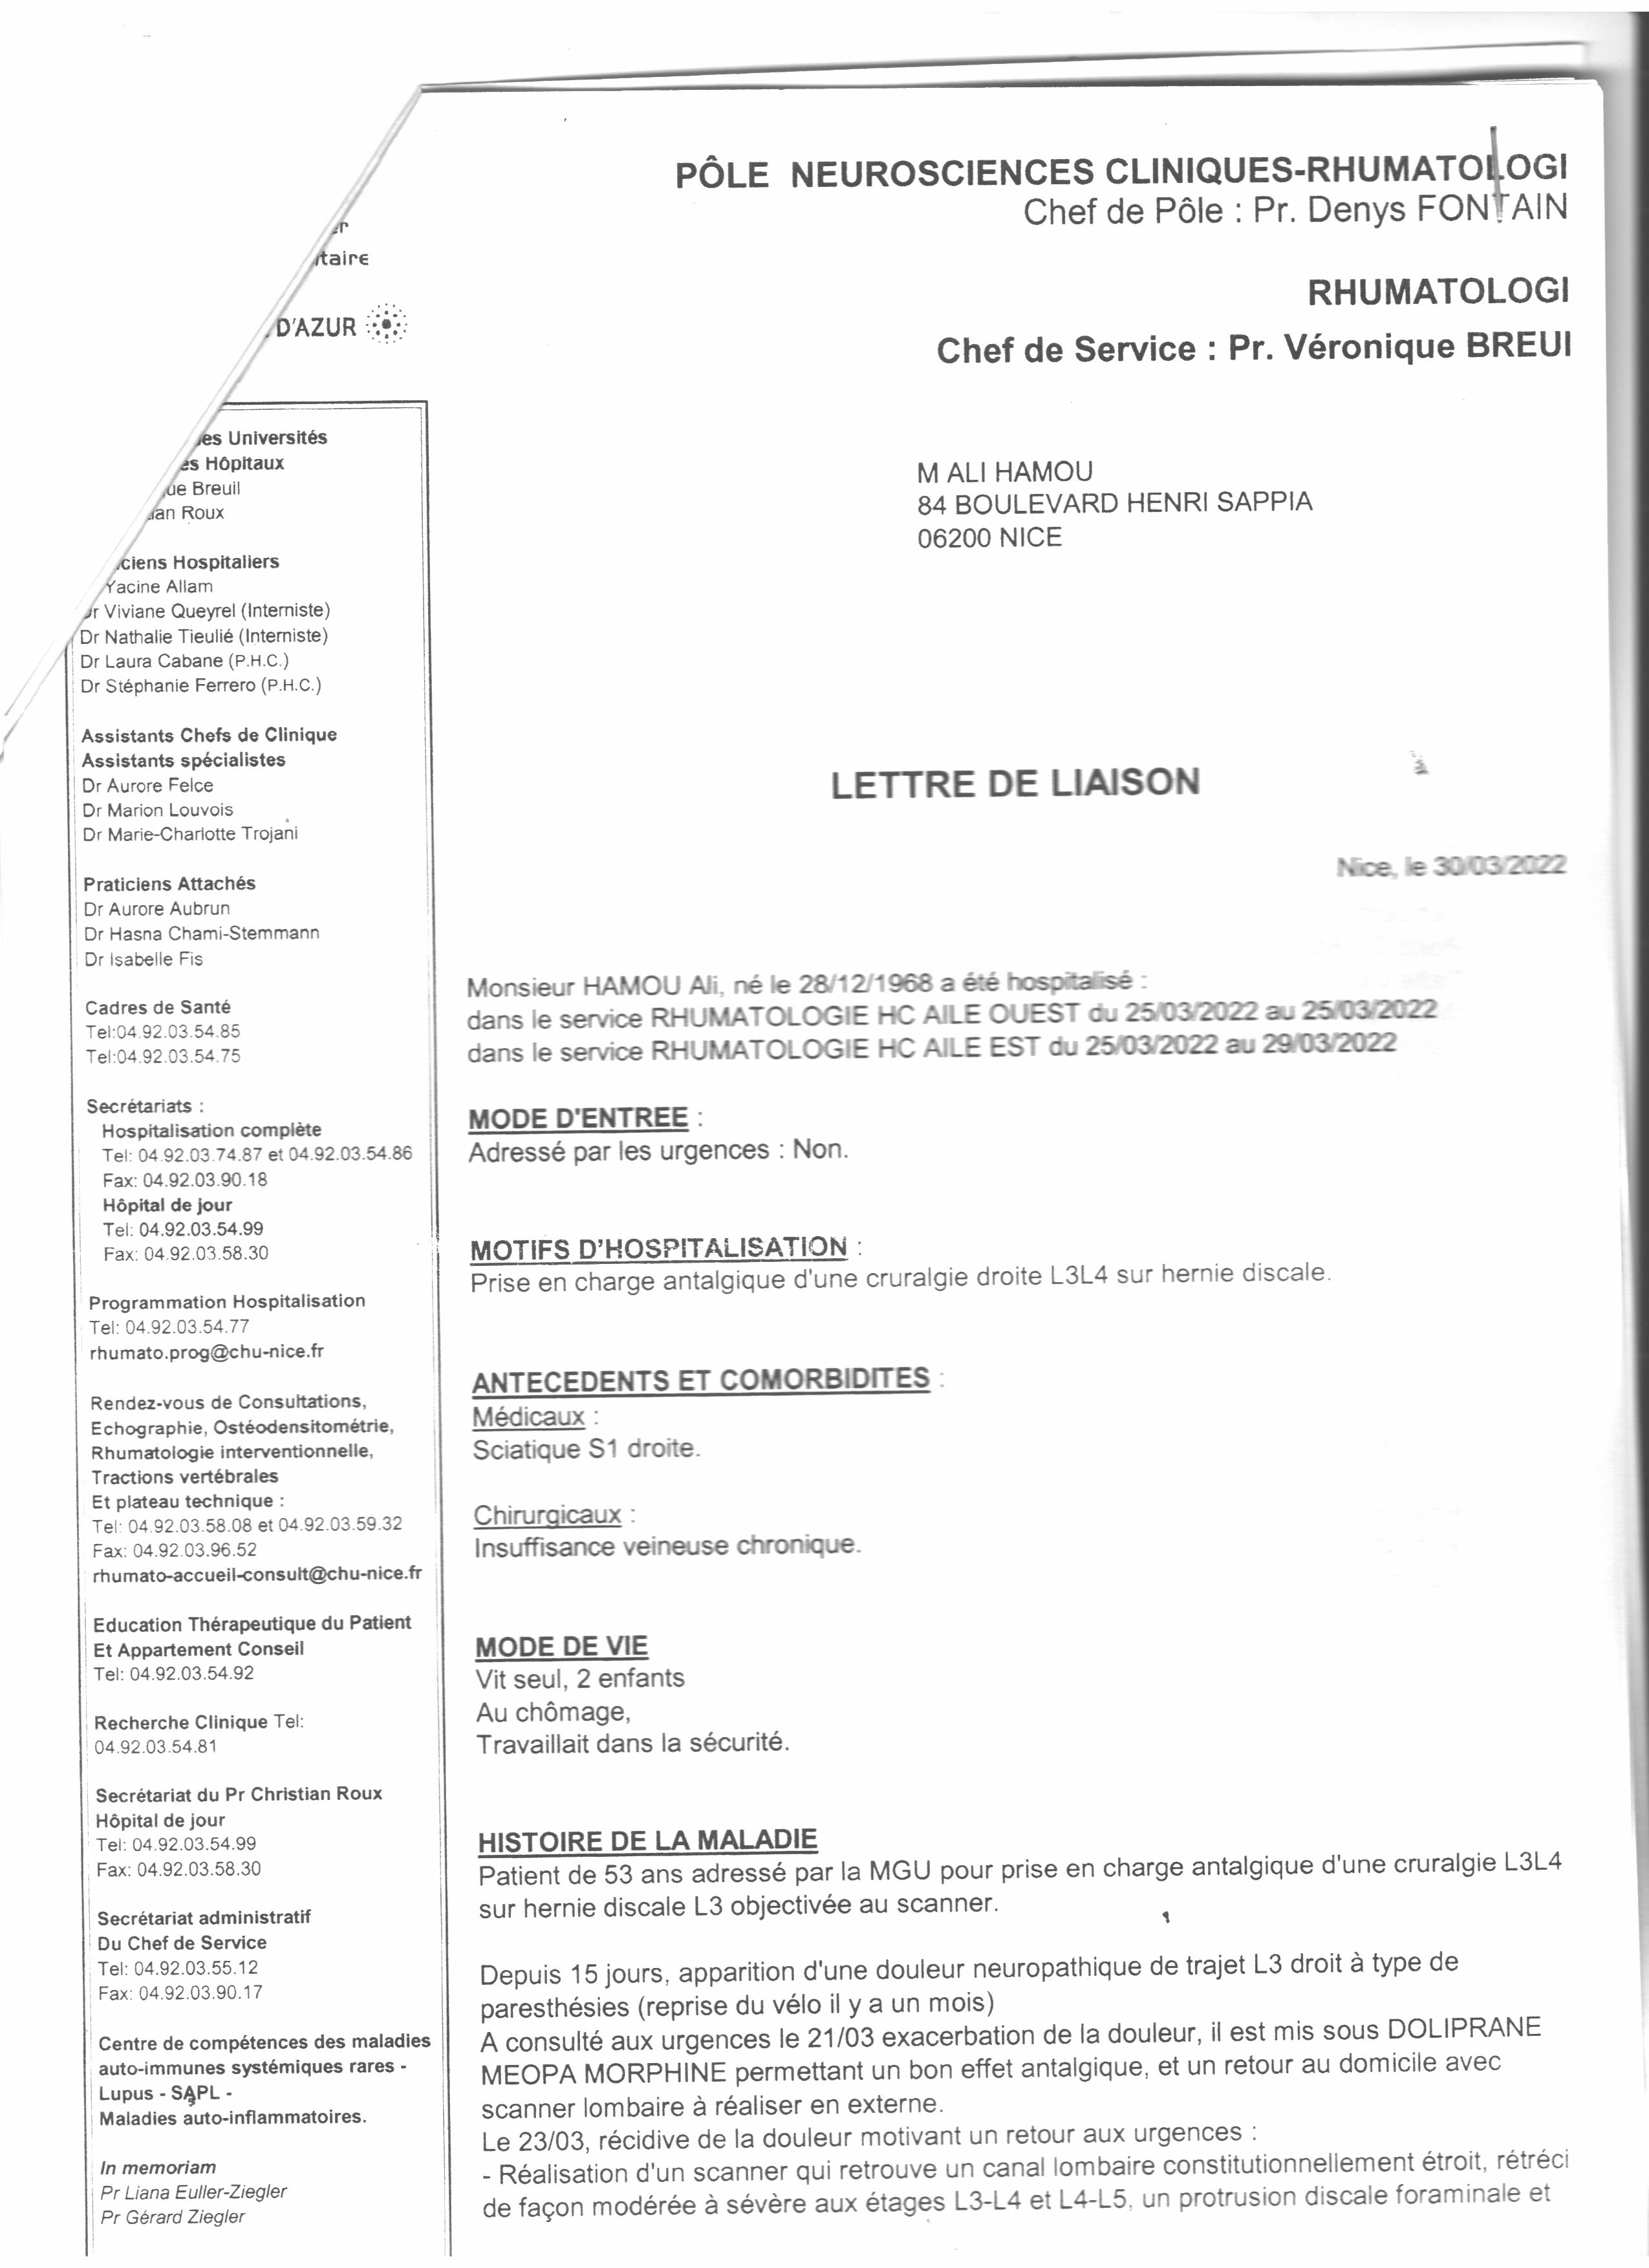 PÔLE NEUROSCIENCES CLINIQUES-RHUMATOLOGI
Chef de Pôle : Pr. Denys FONTAIN
RHUMATOLOGI
Chef de Service : Pr. Véronique BREUI
taire
D'AZUR
M ALI HAMOU
84 BOULEVARD HENRI SAPPIA
06200 NICE
es Universités
es Hôpitaux
ue Breuil
ian Roux
ciens Hospitaliers
Yacine Allam
Dr Viviane Queyrel (Interniste)
Dr Nathalie Tieulié (Interniste)
Dr Laura Cabane (P.H.C.)
Dr Stéphanie Ferrero (P.H.C.)
Assistants Chefs de Clinique
Assistants spécialistes
Dr Aurore Felce
Dr Marion Louvois
Dr Marie-Charlotte Trojani
Praticiens Attachés
Dr Aurore Aubrun
Dr Hasna Chami-Stemmann
Dr Isabelle Fis
Cadres de Santé
Tel:04.92.03.54.85
Tel:04.92.03.54.75
Secrétariats :
Hospitalisation complète
Tel: 04.92.03.74.87 et 04.92.03.54.86
Fax: 04.92.03.90.18
Hôpital de jour
Tel: 04.92.03.54.99
Fax: 04.92.03.58.30
Programmation Hospitalisation
Tel: 04.92.03.54.77
rhumato.prog@chu-nice.fr
Rendez-vous de Consultations,
Echographie, Ostéodensitométrie,
Rhumatologie interventionnelle,
Tractions vertébrales
Et plateau technique :
Tel: 04.92.03.58.08 et 04.92.03.59.32
Fax: 04.92.03.96.52
rhumato-accueil-consult@chu-nice.fr
Education Thérapeutique du Patient
Et Appartement Conseil
Tel: 04.92.03.54.92
Recherche Clinique Tel:
04.92.03.54.81
Secrétariat du Pr Christian Roux
Hôpital de jour
Tel: 04.92.03.54.99
Fax: 04.92.03.58.30
Secrétariat administratif
Du Chef de Service
Tel: 04.92.03.55.12
Fax: 04.92.03.90.17
Centre de compétences des maladies
auto-immunes systémiques rares -
Lupus - SAPL -
Maladies auto-inflammatoires.
In memoriam
Pr Liana Euller-Ziegler
Pr Gérard Ziegler
LETTRE DE LIAISON
Nice, le 30/03/2022
Monsieur HAMOU Ali, né le 28/12/1968 a été hospitalisé :
dans le service RHUMATOLOGIE HC AILE OUEST du 25/03/2022 au 25/03/2022
dans le service RHUMATOLOGIE HC AILE EST du 25/03/2022 au 29/03/2022
MODE D'ENTREE :
Adressé par les urgences : Non.
MOTIFS D'HOSPITALISATION :
Prise en charge antalgique d'une cruralgie droite L3L4 sur hernie discale.
ANTECEDENTS ET COMORBIDITES :
Médicaux :
Sciatique S1 droite.
Chirurgicaux :
Insuffisance veineuse chronique.
MODE DE VIE
Vit seul, 2 enfants
Au chômage,
Travaillait dans la sécurité.
HISTOIRE DE LA MALADIE
Patient de 53 ans adressé par la MGU pour prise en charge antalgique d'une cruralgie L3L4
sur hernie discale L3 objectivée au scanner.
Depuis 15 jours, apparition d'une douleur neuropathique de trajet L3 droit à type de
paresthésies (reprise du vélo il y a un mois)
A consulté aux urgences le 21/03 exacerbation de la douleur, il est mis sous DOLIPRANE
MEOPA MORPHINE permettant un bon effet antalgique, et un retour au domicile avec
scanner lombaire à réaliser en externe.
Le 23/03, récidive de la douleur motivant un retour aux urgences :
- Réalisation d'un scanner qui retrouve un canal lombaire constitutionnellement étroit, rétréci
de façon modérée à sévère aux étages L3-L4 et L4-L5, un protrusion discale foraminale et